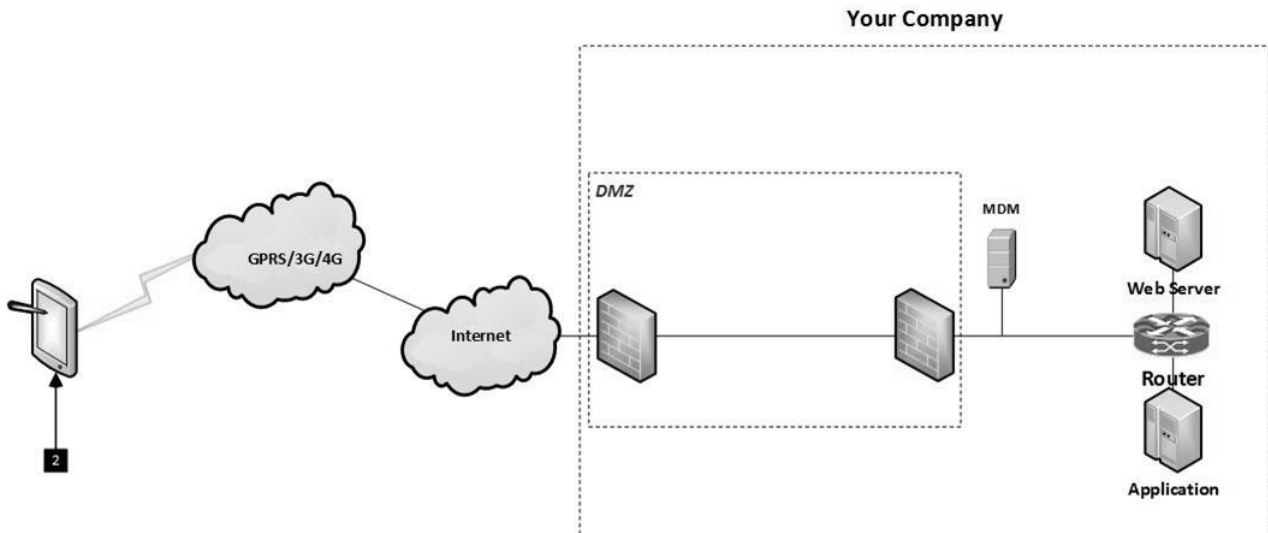 Your Company
DMZ
MDM
GPRS/3G/4G
Web Server
Internet
Router
2
Application